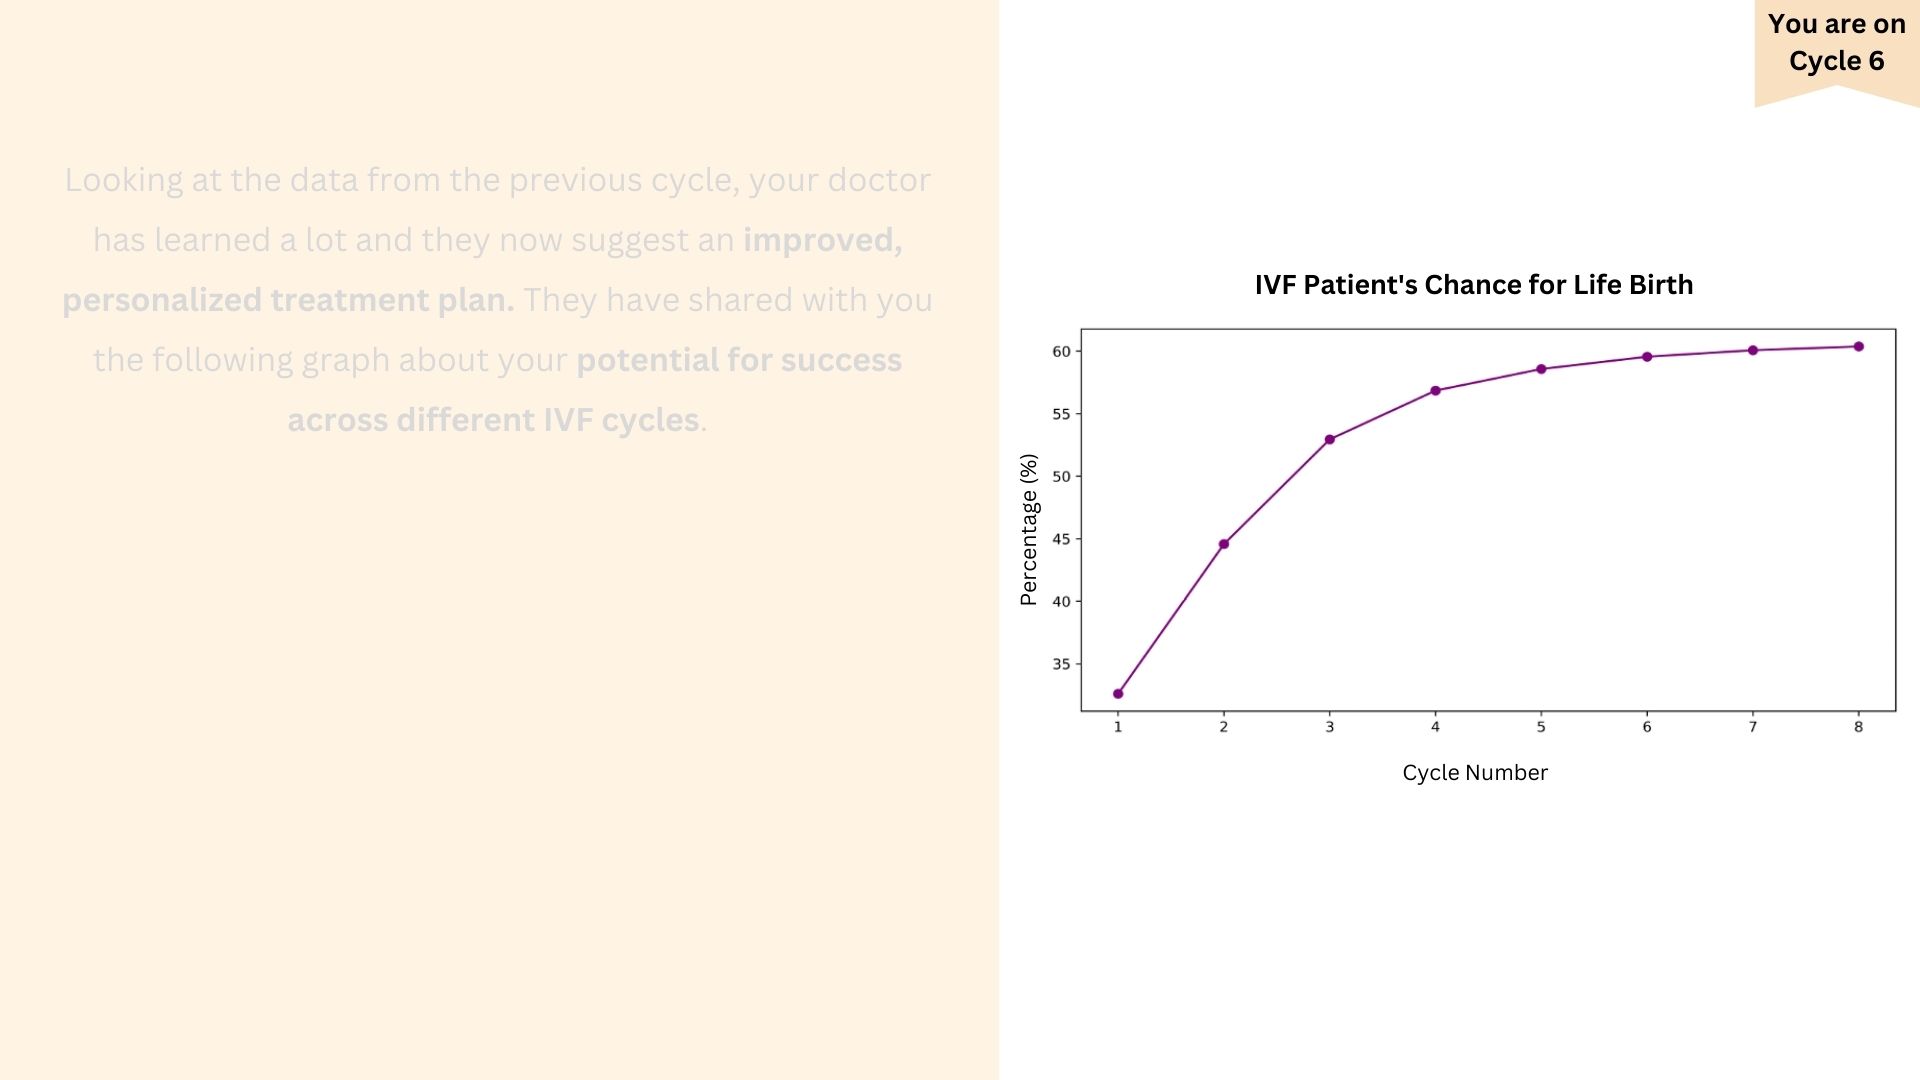 You are on
Cycle 6
Looking at the data from the previous cycle, your doctor
has learned a lot and they now suggest an improved,
personalized treatment plan. They have shared with you
the following graph about your potential for success
across different IVF cycles.
IVF Patient's Chance for Life Birth
60
55
50
45
40
35
Percentage (%)
1 2 3 4 5 6 7 8
Cycle Number